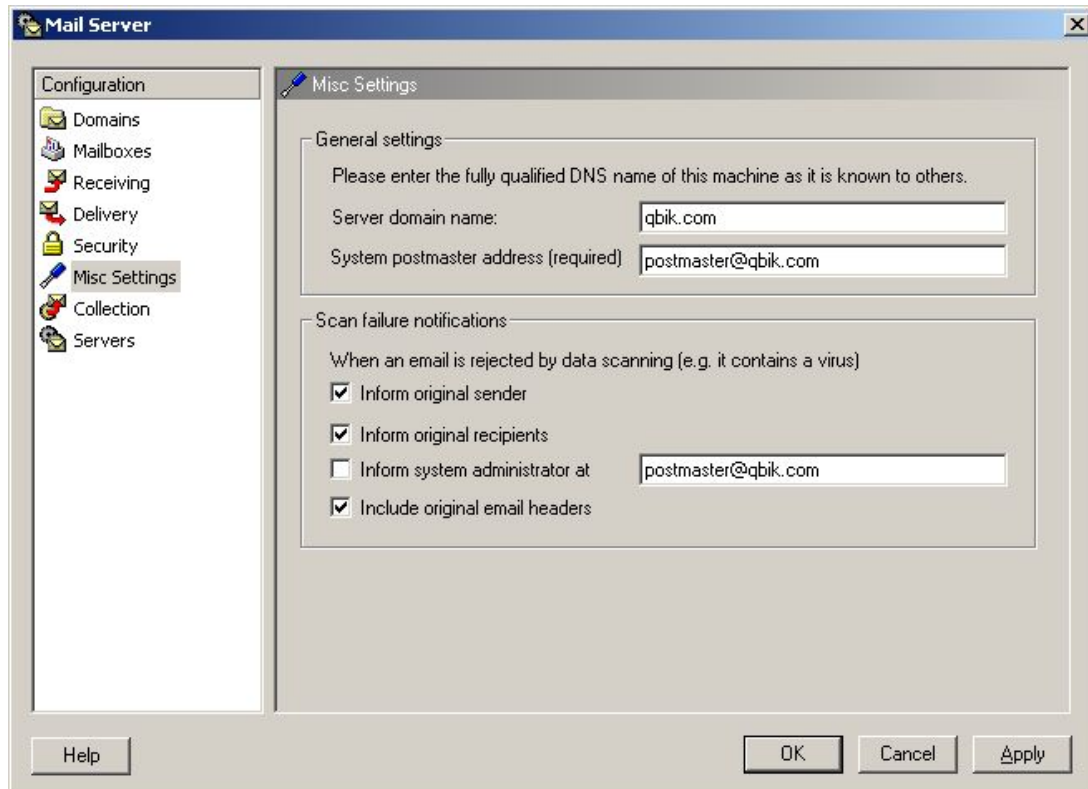 Mail Server
Configuration
Domains
Mailboxes
Receiving
Delivery
Security
Misc Settings
Collection
Servers
Misc Settings
General settings
Please enter the fully qualified DNS name of this machine as it is known to others.
Server domain name: qbik.com
System postmaster address (required) postmaster@qbik.com
Scan failure notifications
When an email is rejected by data scanning (e.g. it contains a virus)
Inform original sender
Inform original recipients
Inform system administrator at postmaster@qbik.com
Include original email headers
Help OK Cancel Apply